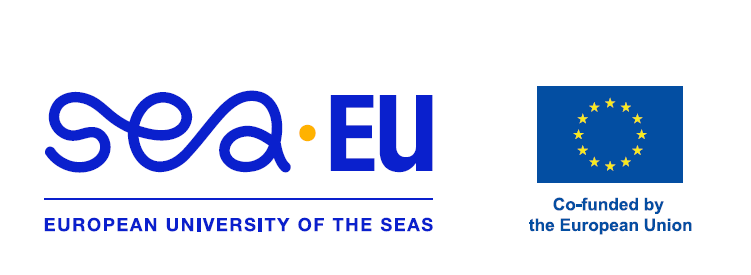 sea·EU
EUROPEAN UNIVERSITY OF THE SEAS
Co-funded by
the European Union